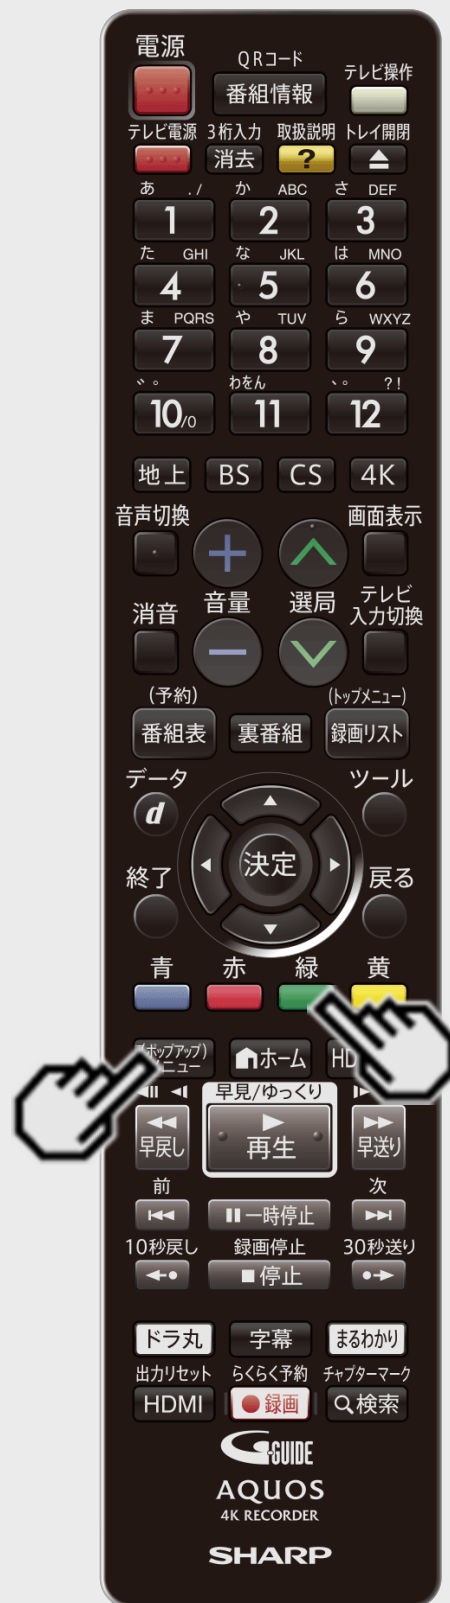 電源
QRコード
テレビ操作
番組情報
テレビ電源 3桁入力 取扱説明 トレイ開閉
消去 ?
あ ./ か ABC さ DEF
1 2 3
た GHI な JKL は MNO
4 5 6
ま PQRS や TUV ら WXYZ
7 8 9
゛゜ わをん 、。 ?!
10/0 11 12
地上 BS CS 4K
音声切換 画面表示
消音 音量 選局 テレビ
入力切換
(予約) (トップメニュー)
番組表 裏番組 録画リスト
データ ツール
d 決定
終了 戻る
青 赤 緑 黄
(ポップアップ)
メニュー ホーム HD
早見/ゆっくり
早戻し 再生 早送り
前 次
一時停止
10秒戻し 録画停止 30秒送り
停止
ドラ丸 字幕 まるわかり
出力リセット らくらく予約 チャプターマーク
HDMI 録画 検索
G-GUIDE
AQUOS
4K RECORDER
SHARP